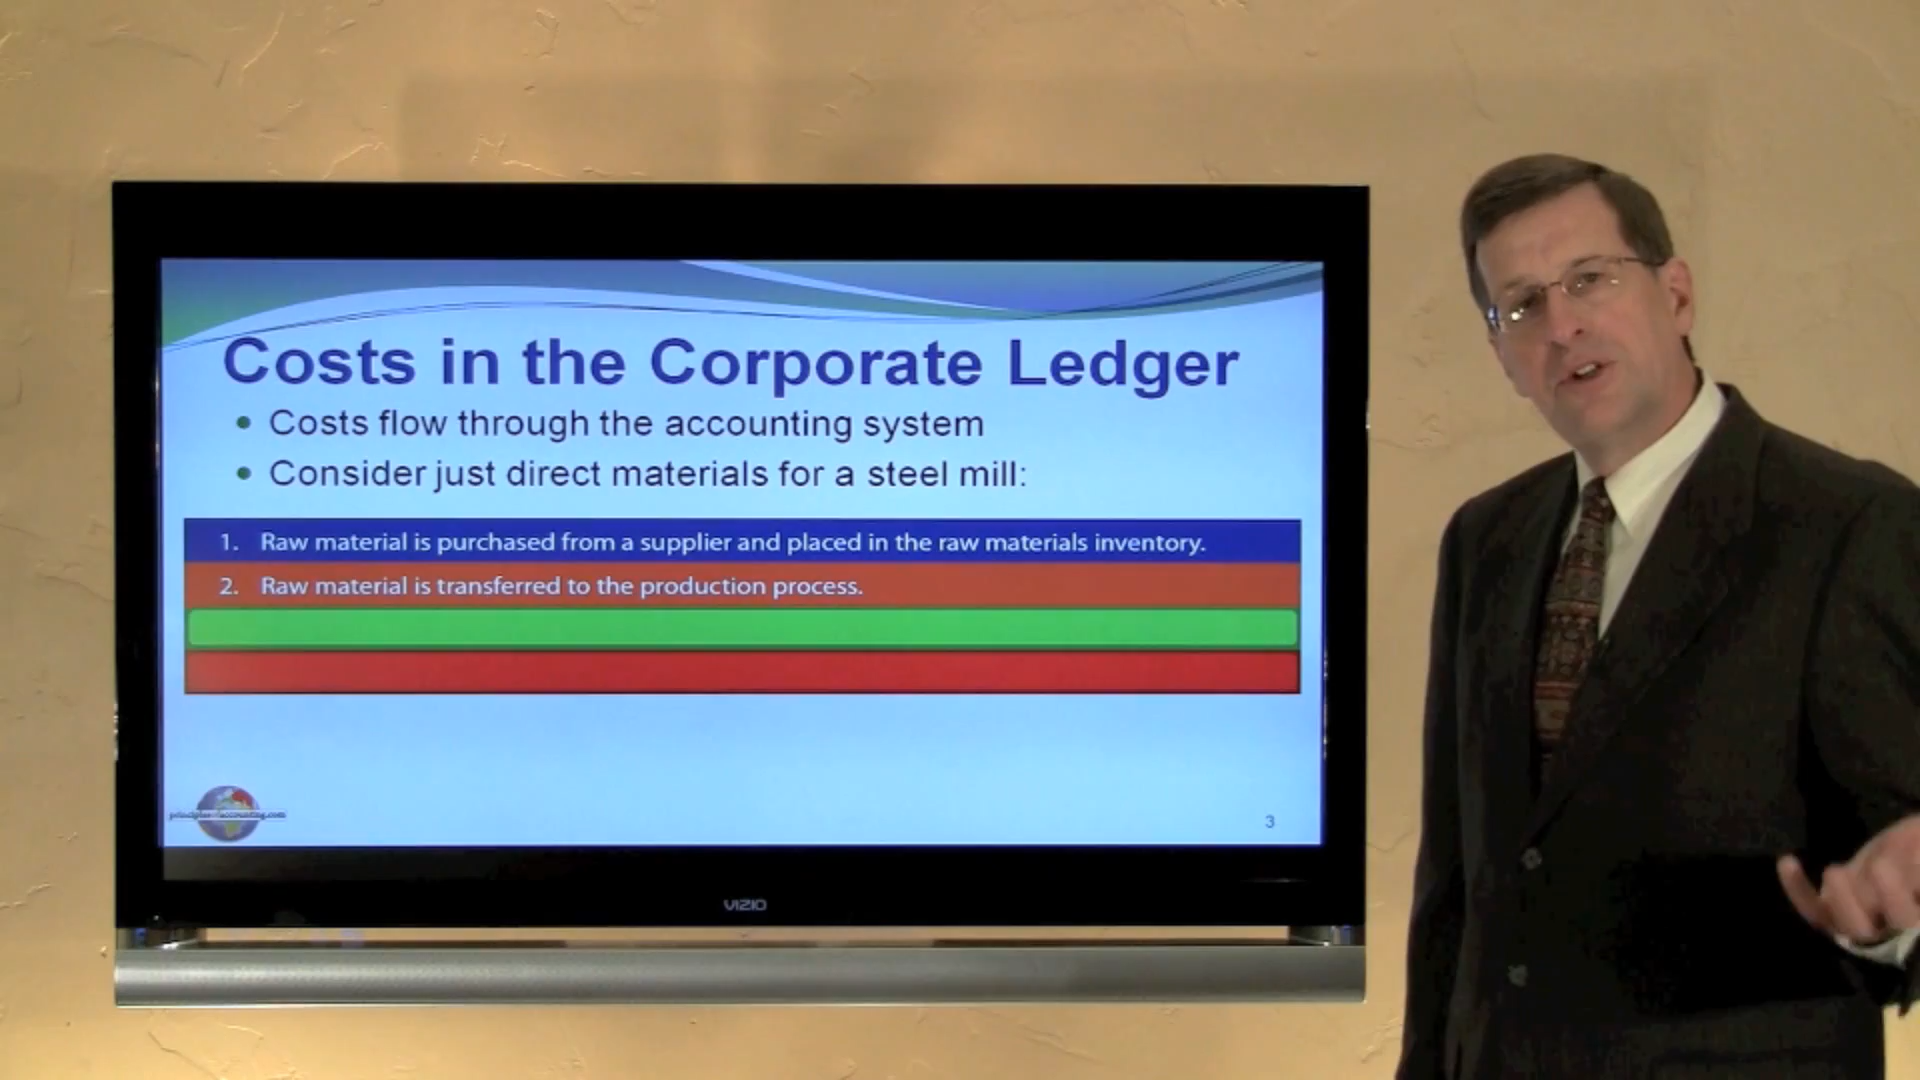 Costs in the Corporate Ledger
• Costs flow through the accounting system
• Consider just direct materials for a steel mill:
1. Raw material is purchased from a supplier and placed in the raw materials inventory.
2. Raw material is transferred to the production process.
principlesofaccounting.com
3
VIZIO